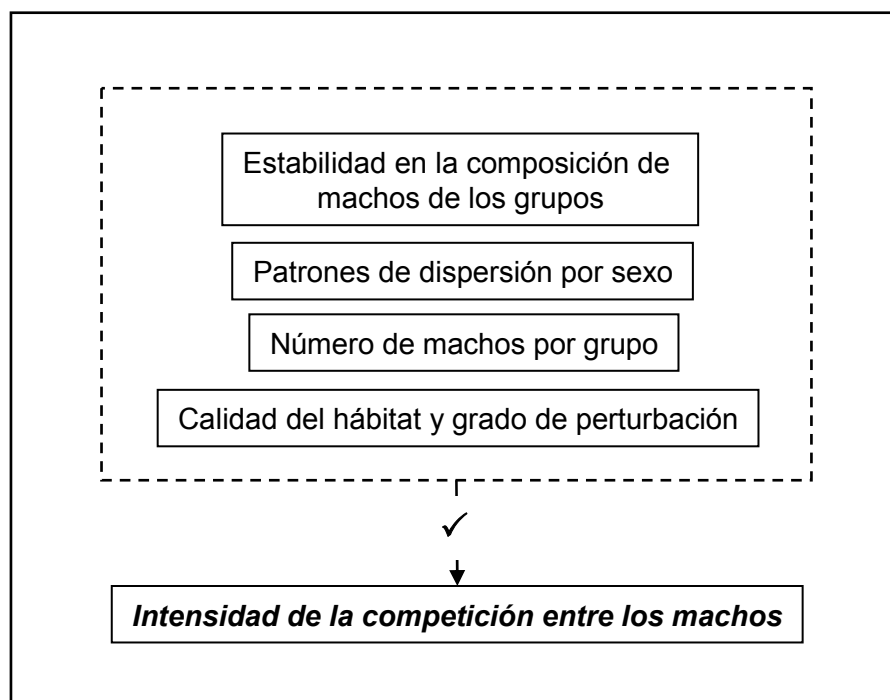 Estabilidad en la composición de
machos de los grupos
Patrones de dispersión por sexo
Número de machos por grupo
Calidad del hábitat y grado de perturbación
✓
Intensidad de la competición entre los machos